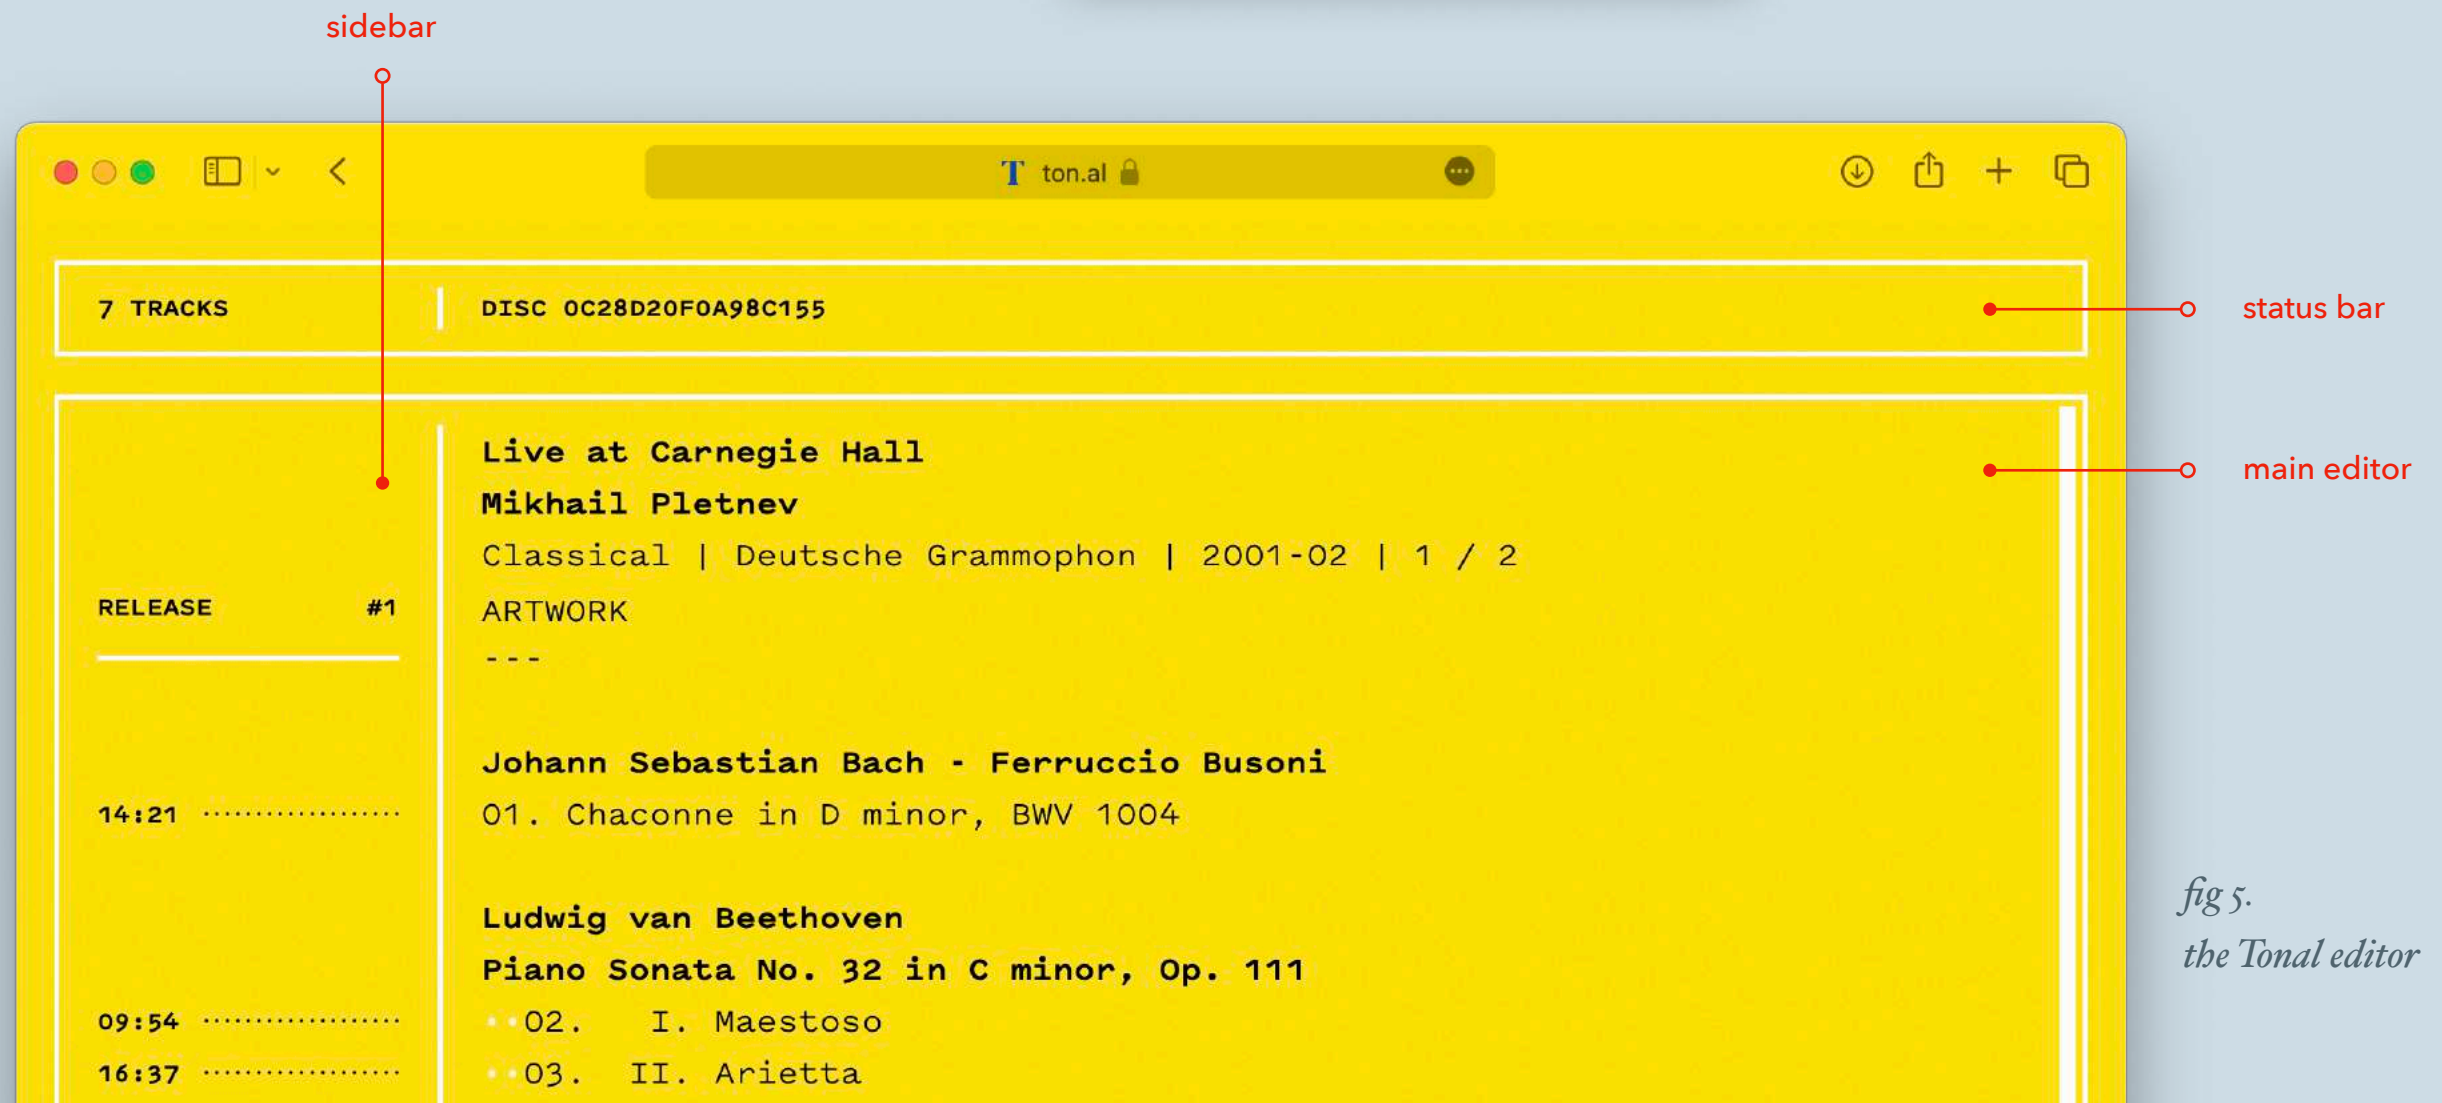 sidebar
T ton.al
7 TRACKS DISC 0C28D20F0A98C155
status bar
Live at Carnegie Hall
main editor
Mikhail Pletnev
Classical | Deutsche Grammophon | 2001-02 | 1 / 2
RELEASE #1 ARTWORK
---
Johann Sebastian Bach - Ferruccio Busoni
14:21 .................... 01. Chaconne in D minor, BWV 1004
Ludwig van Beethoven
Piano Sonata No. 32 in C minor, Op. 111
09:54 .................... 02. I. Maestoso
16:37 .................... 03. II. Arietta
fig 5.
the Tonal editor